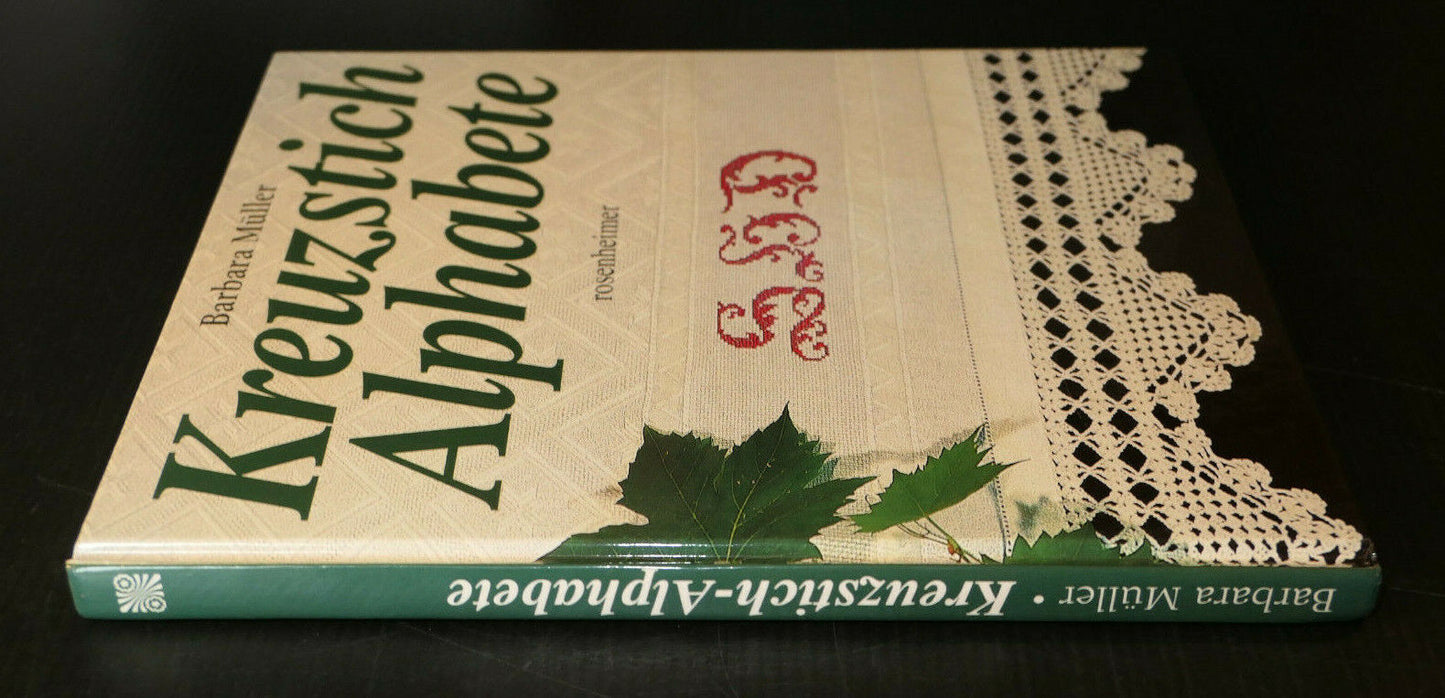 Barbara Müller
Kreuzstich
Alphabete
rosenheimer
Barbara Müller · Kreuzstich-Alphabete